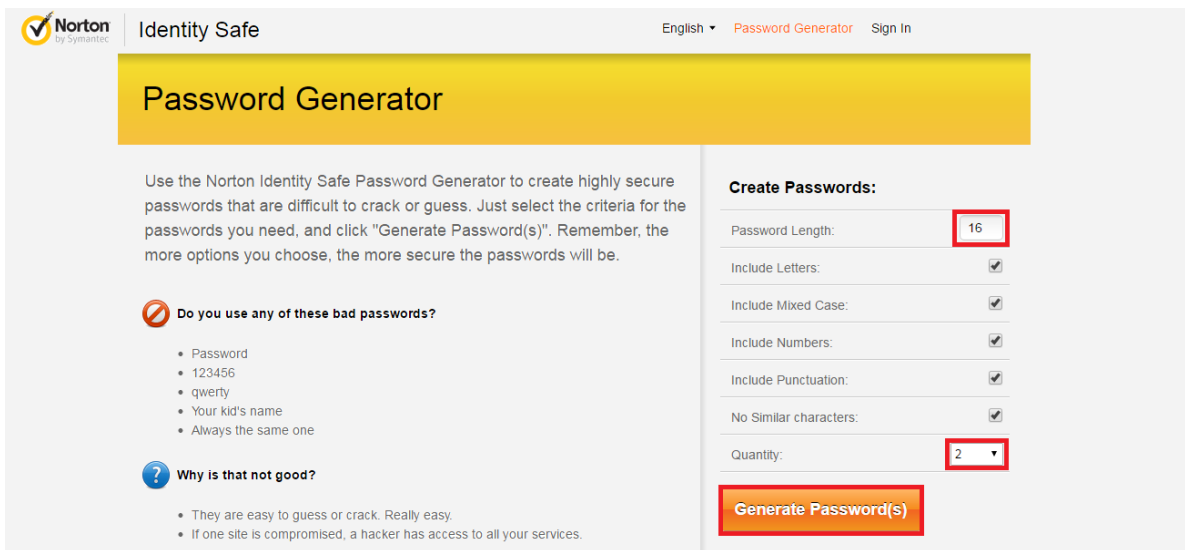 Norton
by Symantec
Identity Safe
English
Password Generator
Sign In
Password Generator
Use the Norton Identity Safe Password Generator to create highly secure
passwords that are difficult to crack or guess. Just select the criteria for the
passwords you need, and click "Generate Password(s)". Remember, the
more options you choose, the more secure the passwords will be.
Do you use any of these bad passwords?
• Password
• 123456
• qwerty
• Your kid's name
• Always the same one
? Why is that not good?
• They are easy to guess or crack. Really easy.
• If one site is compromised, a hacker has access to all your services.
Create Passwords:
Password Length: 16
Include Letters:
Include Mixed Case:
Include Numbers:
Include Punctuation:
No Similar characters:
Quantity: 2
Generate Password(s)